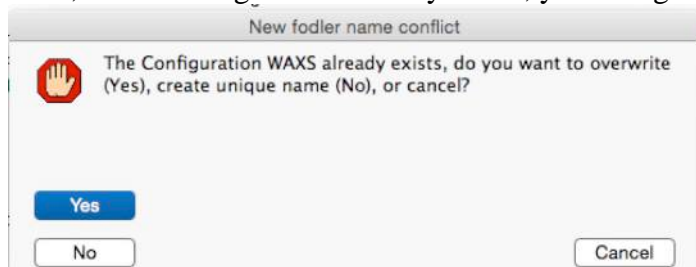 New fodler name conflict
The Configuration WAXS already exists, do you want to overwrite
(Yes), create unique name (No), or cancel?
Yes
No
Cancel